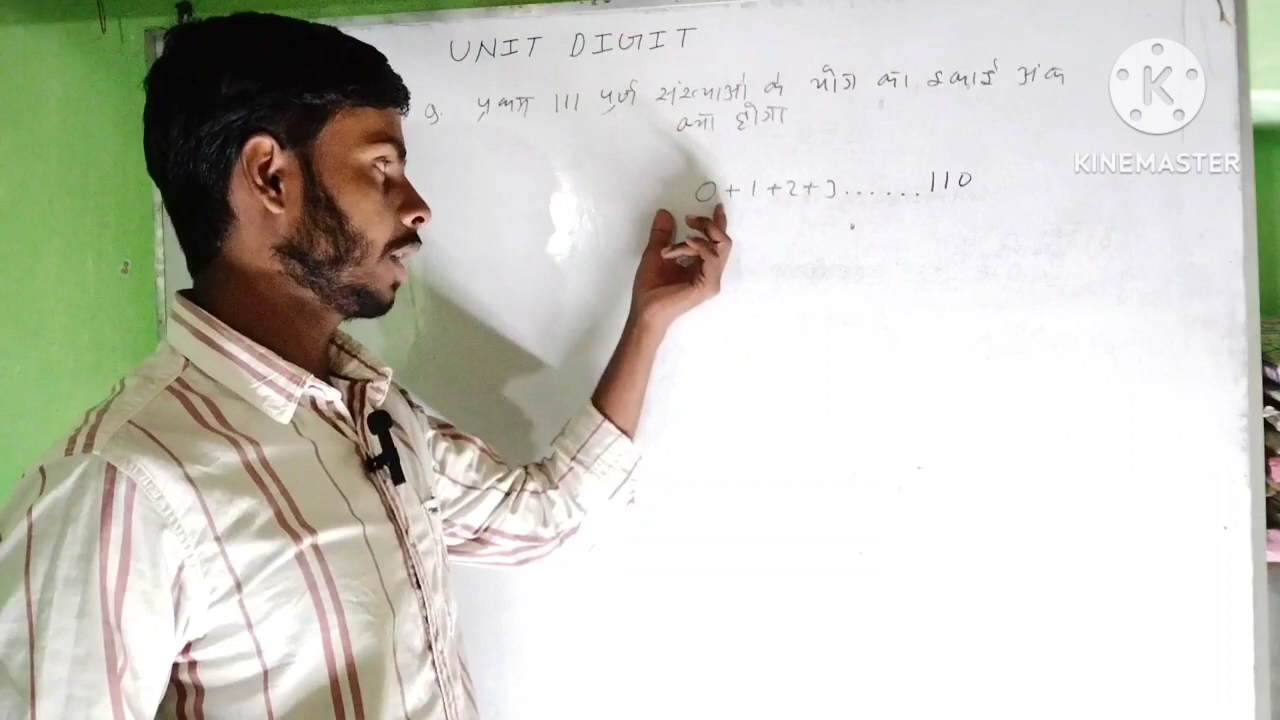 UNIT DIGIT
9. प्रथम 111 पूर्ण संख्याओं के योग का इकाई अंक
क्या होगा
0+1+2+3.......110
K
KINEMASTER